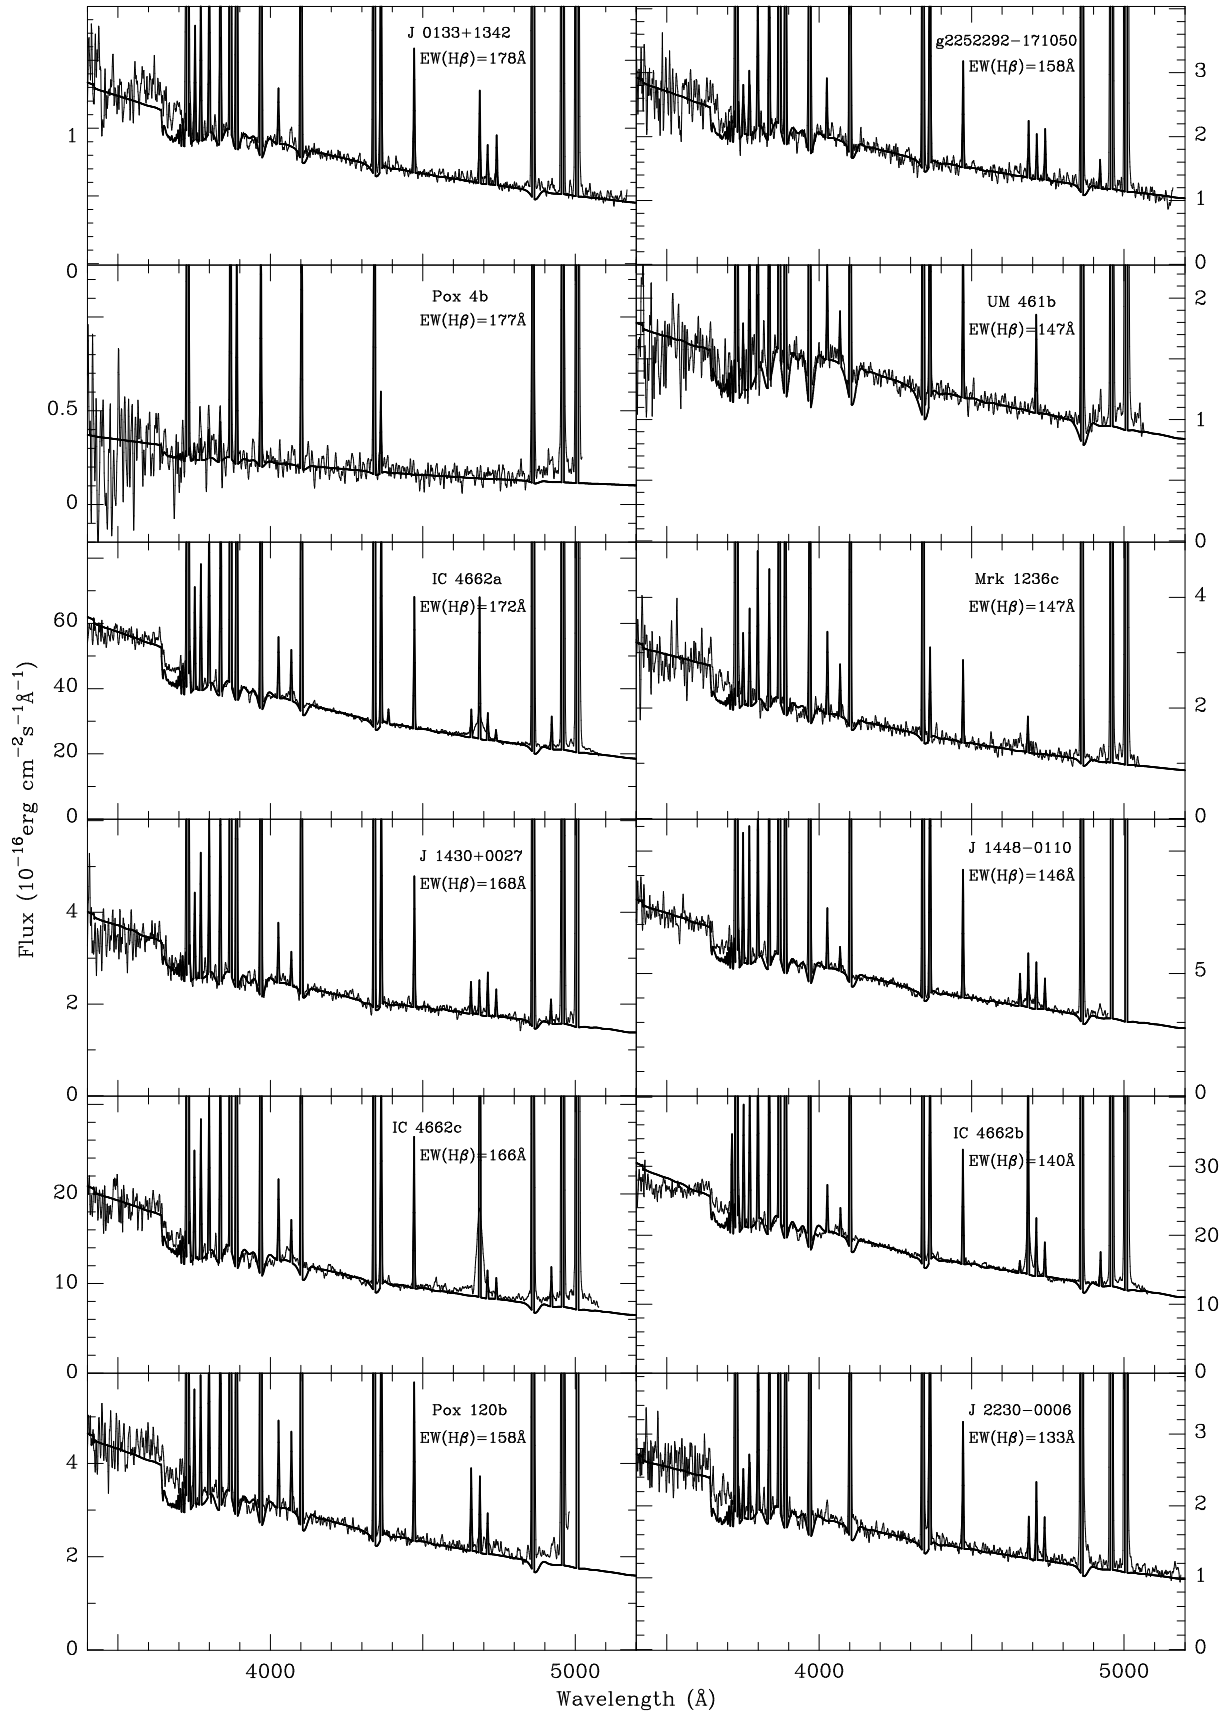 J 0133+1342
EW(Hβ)=178Å
1
0
g2252292−171050
EW(Hβ)=158Å
3
2
1
0
Pox 4b
EW(Hβ)=177Å
0.5
0
UM 461b
EW(Hβ)=147Å
2
1
0
IC 4662a
EW(Hβ)=172Å
60
40
20
0
Mrk 1236c
EW(Hβ)=147Å
4
2
0
J 1430+0027
EW(Hβ)=168Å
4
2
0
J 1448−0110
EW(Hβ)=146Å
5
0
IC 4662c
EW(Hβ)=166Å
20
10
0
IC 4662b
EW(Hβ)=140Å
30
20
10
0
Pox 120b
EW(Hβ)=158Å
4
2
0
J 2230−0006
EW(Hβ)=133Å
3
2
1
0
4000
5000
4000
5000
Wavelength (Å)
Flux (10−16erg cm−2s−1Å−1)